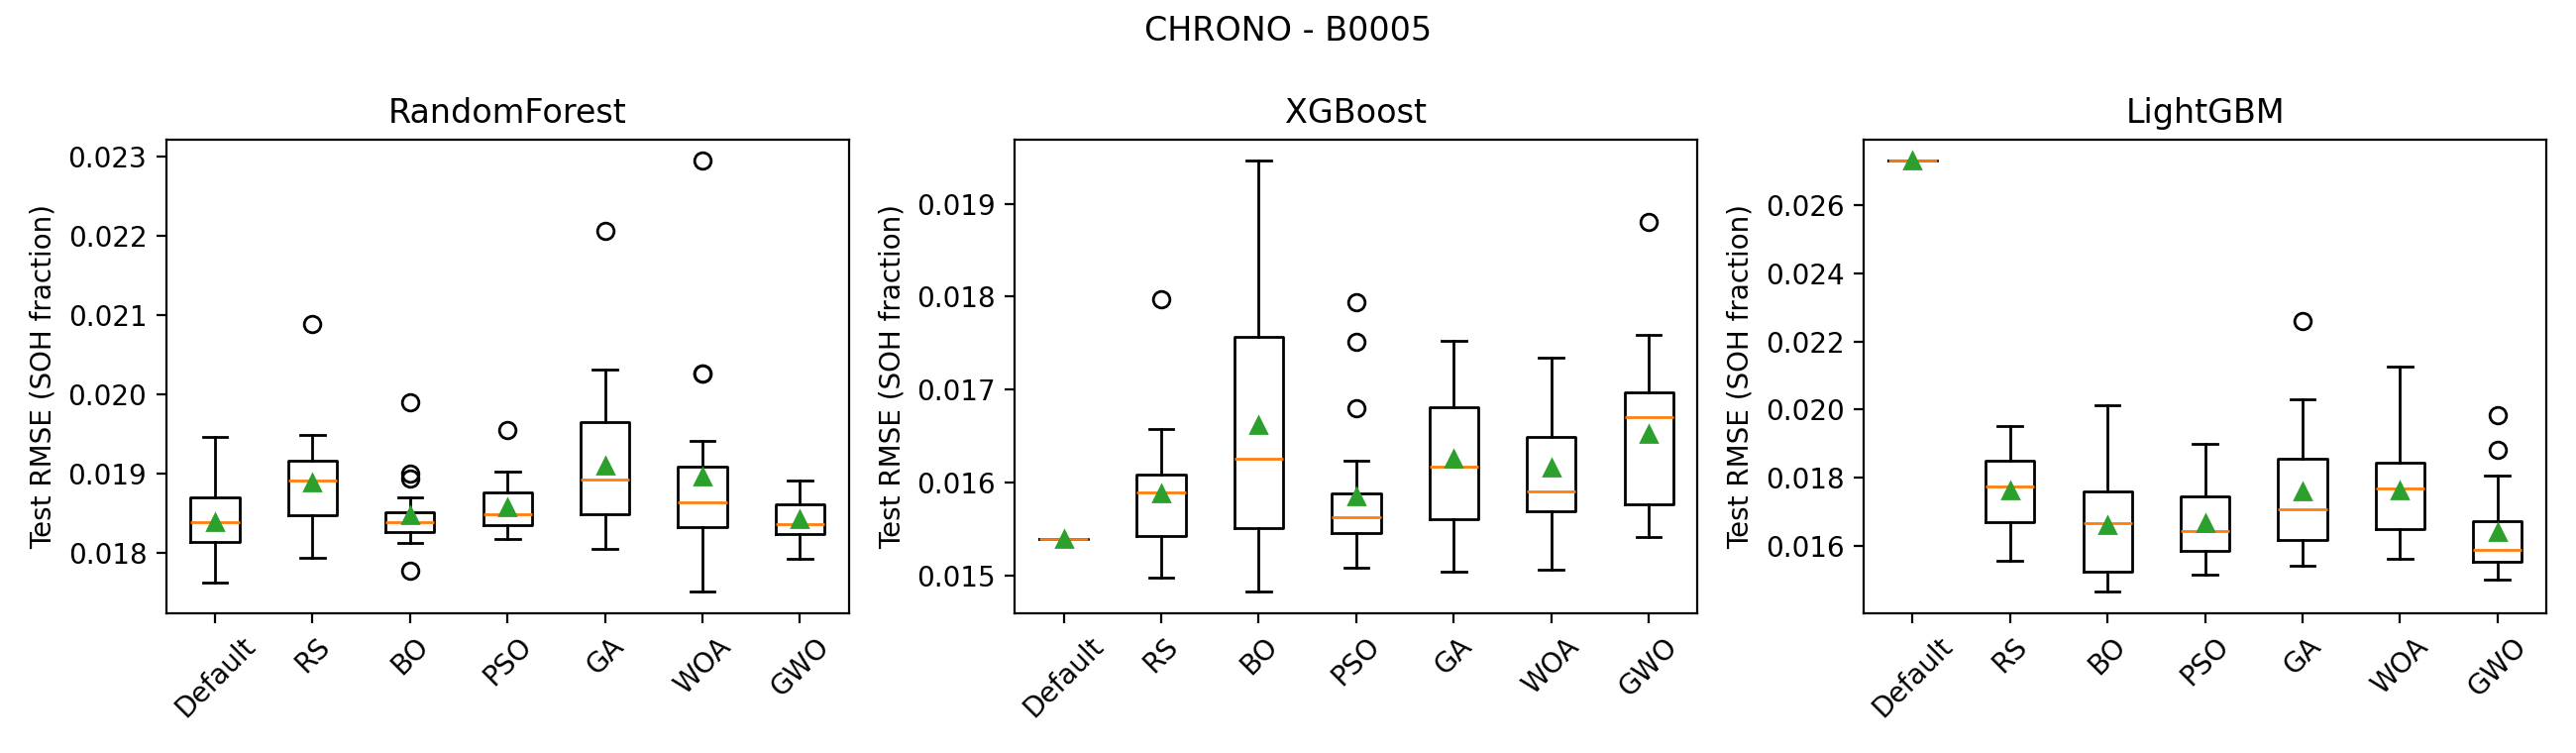 CHRONO - B0005
RandomForest
Test RMSE (SOH fraction)
0.023
0.022
0.021
0.020
0.019
0.018
Default
RS
BO
PSO
GA
WOA
GWO
XGBoost
Test RMSE (SOH fraction)
0.019
0.018
0.017
0.016
0.015
Default
RS
BO
PSO
GA
WOA
GWO
LightGBM
Test RMSE (SOH fraction)
0.026
0.024
0.022
0.020
0.018
0.016
Default
RS
BO
PSO
GA
WOA
GWO